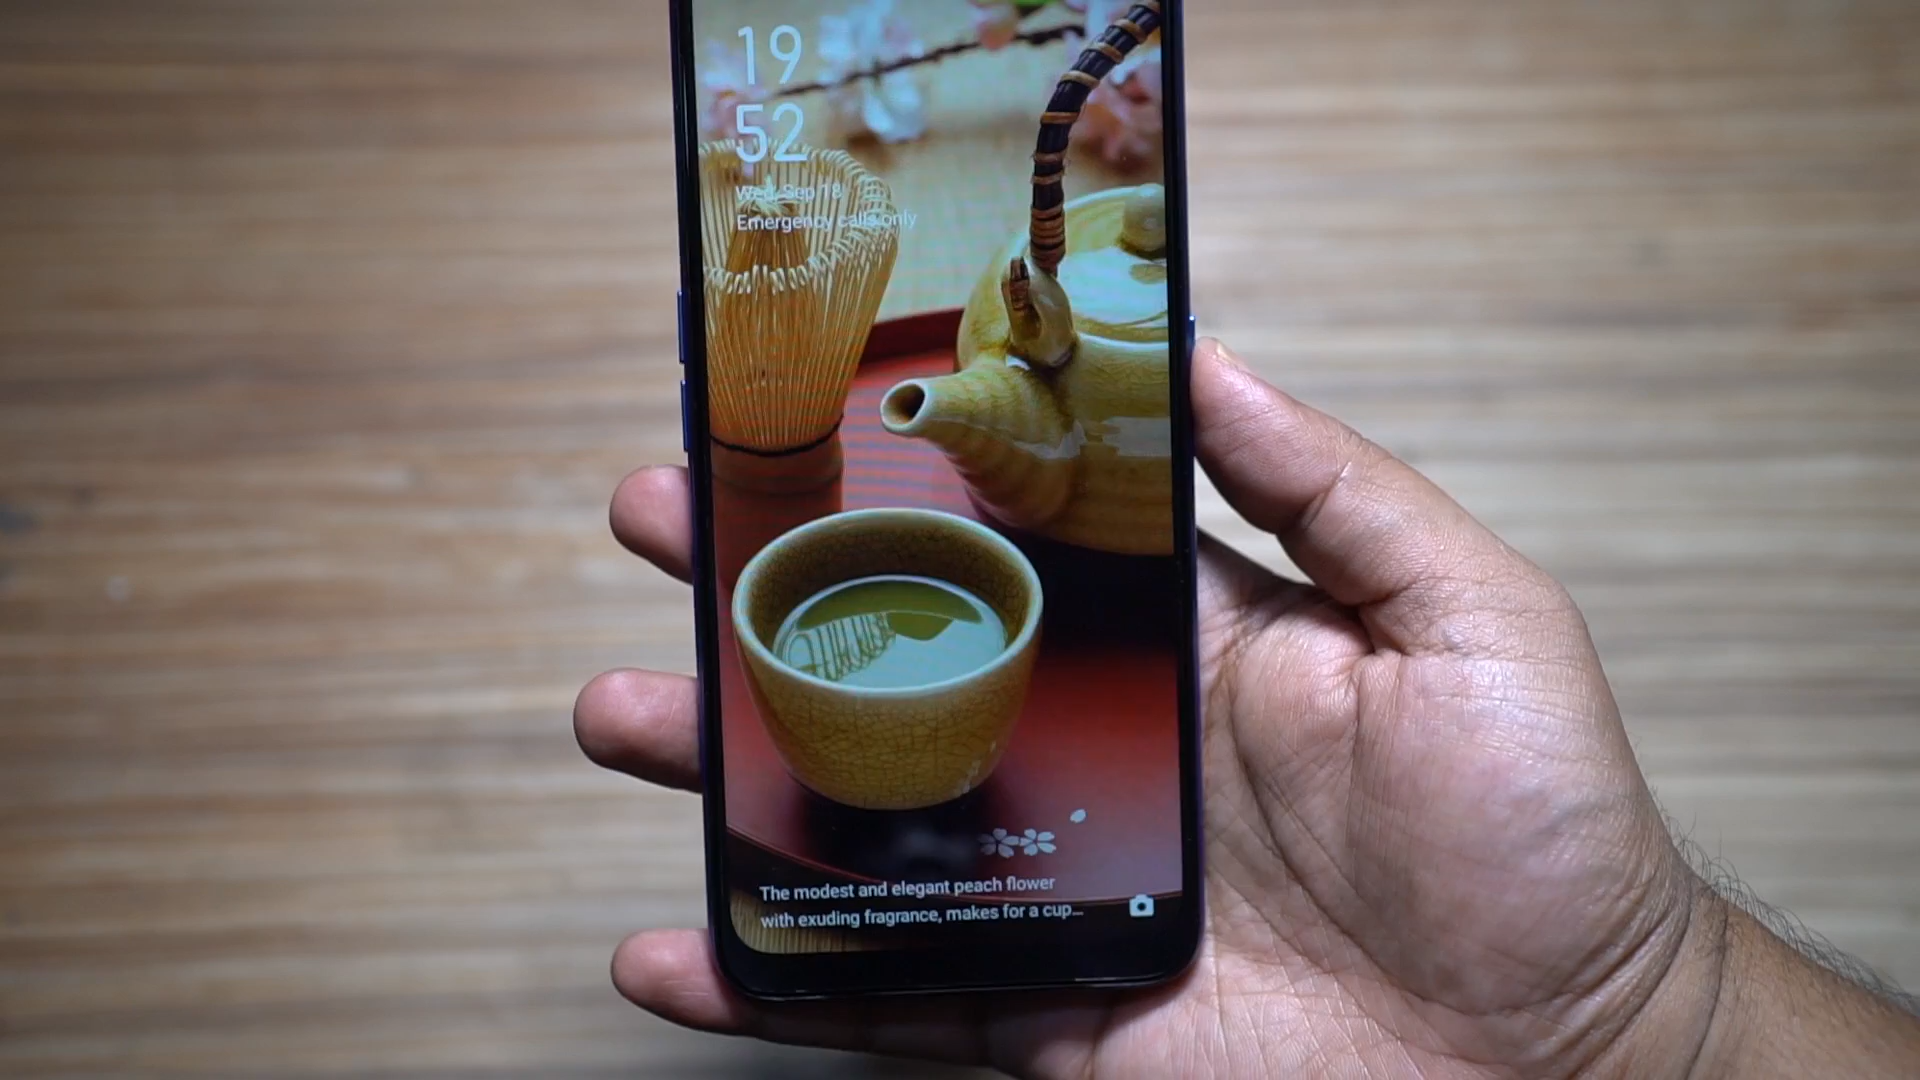 19
52
Wed, Sep 18
Emergency calls only
The modest and elegant peach flower
with exuding fragrance, makes for a cup...